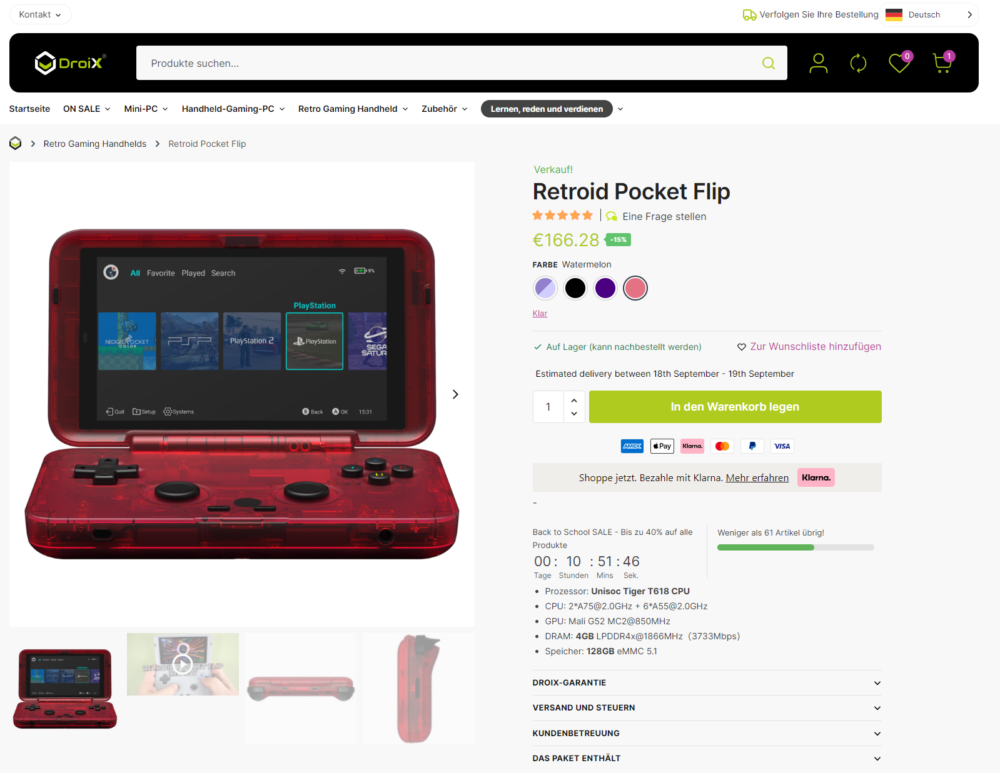 Kontakt
Verfolgen Sie Ihre Bestellung
Deutsch
DroiX®
Produkte suchen...
0
1
Startseite
ON SALE
Mini-PC
Handheld-Gaming-PC
Retro Gaming Handheld
Zubehör
Lernen, reden und verdienen
Retro Gaming Handhelds
Retroid Pocket Flip
Verkauf!
Retroid Pocket Flip
Eine Frage stellen
€166.28 -15%
FARBE Watermelon
Klar
Auf Lager (kann nachbestellt werden)
Zur Wunschliste hinzufügen
Estimated delivery between 18th September - 19th September
1
In den Warenkorb legen
AMEX
Pay
Klarna.
VISA
Shoppe jetzt. Bezahle mit Klarna. Mehr erfahren
Klarna.
-
Back to School SALE - Bis zu 40% auf alle
Produkte
00 : 10 : 51 : 46
Tage Stunden Mins Sek.
Weniger als 61 Artikel übrig!
Prozessor: Unisoc Tiger T618 CPU
CPU: 2*A75@2.0GHz + 6*A55@2.0GHz
GPU: Mali G52 MC2@850MHz
DRAM: 4GB LPDDR4x@1866MHz（3733Mbps）
Speicher: 128GB eMMC 5.1
DROIX-GARANTIE
VERSAND UND STEUERN
KUNDENBETREUUNG
DAS PAKET ENTHÄLT
All Favorite Played Search
9%
PlayStation
NEOGEO POCKET
COLOR
PSP
PlayStation 2
PlayStation
SEGA
SATUR
Quit
Setup
Systems
B Back
A OK
15:31
RETROID POCKET FLIP
REVIEW